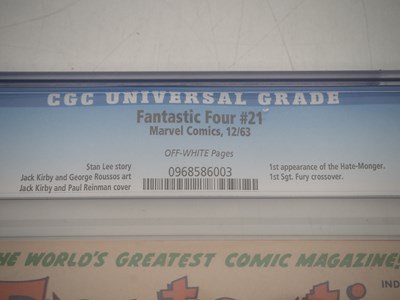 CGC UNIVERSAL GRADE
Fantastic Four #21
Marvel Comics, 12/63
OFF-WHITE Pages
Stan Lee story
Jack Kirby and George Roussos art
Jack Kirby and Paul Reinman cover
0968586003
1st appearance of the Hate-Monger.
1st Sgt. Fury crossover.
THE WORLD'S GREATEST COMIC MAGAZINE!
IND